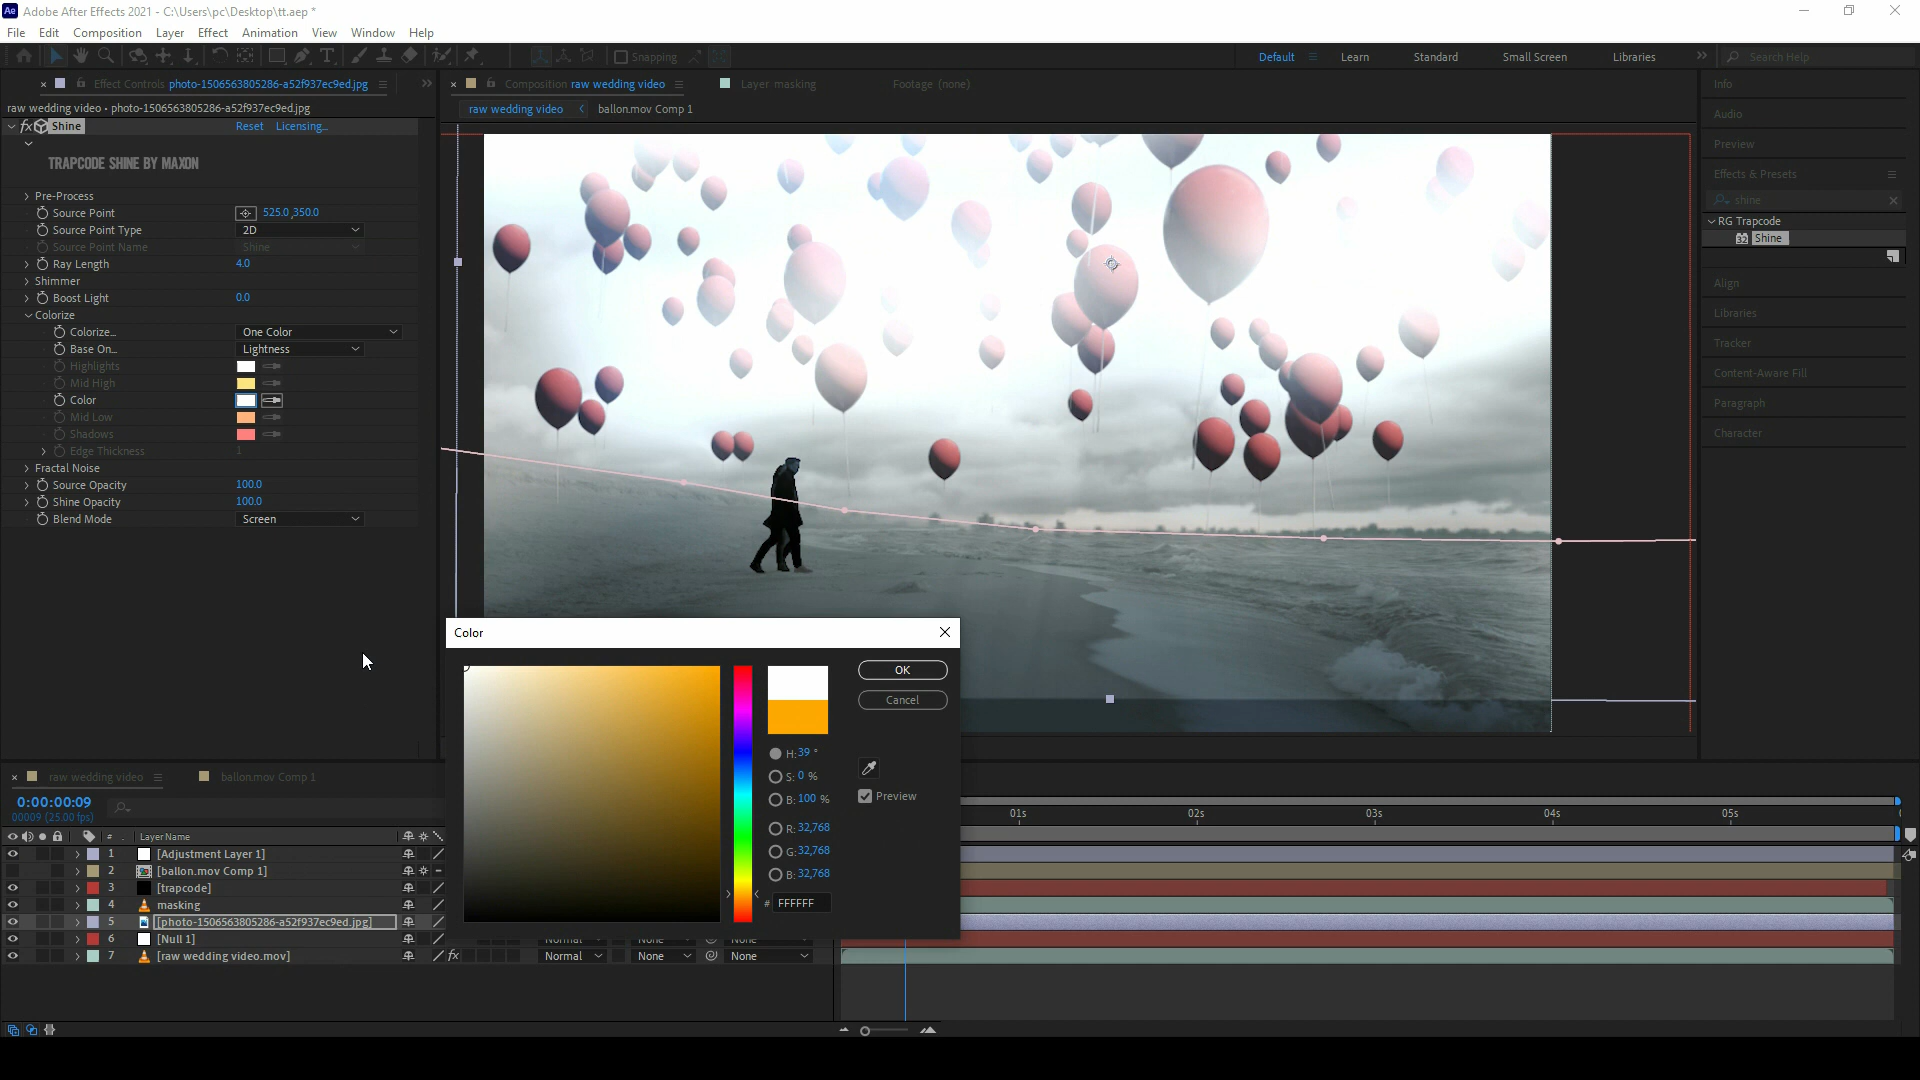 Adobe After Effects 2021 - C:\Users\pc\Desktop\tt.aep *
File Edit Composition Layer Effect Animation View Window Help
Snapping
Default Learn Standard Small Screen Libraries Search Help
Effect Controls photo-1506563805286-a52f937ec9ed.jpg
Composition raw wedding video
Layer masking
Footage (none)
raw wedding video • photo-1506563805286-a52f937ec9ed.jpg
raw wedding video ballon.mov Comp 1
fx Shine Reset Licensing...
TRAPCODE SHINE BY MAXON
Pre-Process
Source Point 525.0,350.0
Source Point Type 2D
Source Point Name Shine
Ray Length 4.0
Shimmer
Boost Light 0.0
Colorize
Colorize... One Color
Base On... Lightness
Highlights
Mid High
Color
Mid Low
Shadows
Edge Thickness 1
Fractal Noise
Source Opacity 100.0
Shine Opacity 100.0
Blend Mode Screen
Info
Audio
Preview
Effects & Presets
shine
RG Trapcode
32 Shine
Align
Libraries
Tracker
Content-Aware Fill
Paragraph
Character
Color
OK
Cancel
H: 39 °
S: 0 %
B: 100 %
Preview
R: 32,768
G: 32,768
B: 32,768
# FFFFFF
raw wedding video ballon.mov Comp 1
0:00:00:09
00009 (25.00 fps)
01s 02s 03s 04s 05s
# Layer Name
1 [Adjustment Layer 1]
2 [ballon.mov Comp 1]
3 [trapcode]
4 masking
5 [photo-1506563805286-a52f937ec9ed.jpg]
6 [Null 1] Normal None None
7 [raw wedding video.mov] fx Normal None None